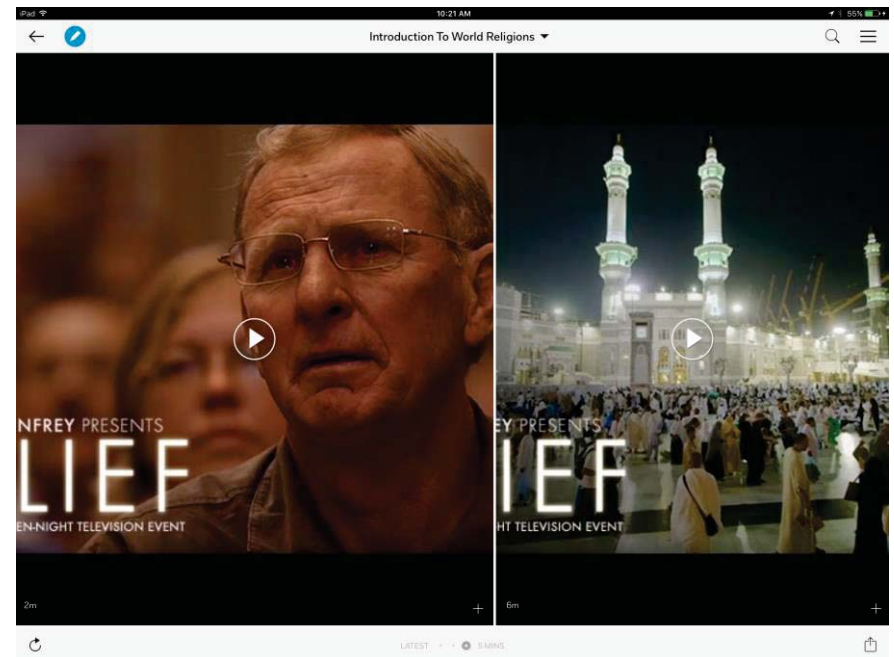 iPad
10:21 AM
55%
Introduction To World Religions
NFREY PRESENTS
LIEF
EN-NIGHT TELEVISION EVENT
2m
EY PRESENTS
IEF
HT TELEVISION EVENT
6m
LATEST
5 MINS